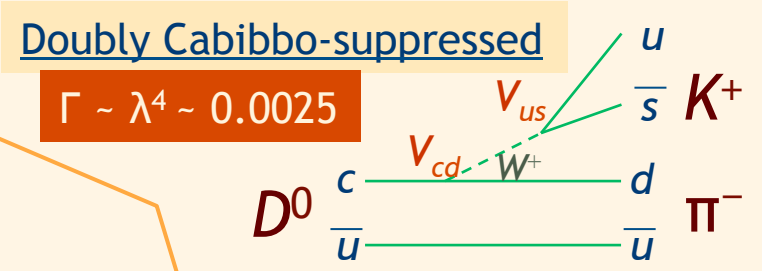 Doubly Cabibbo-suppressed
Γ ~ λ⁴ ~ 0.0025
u
V_us
s̅ K⁺
V_cd
W⁺
c d
D⁰ π⁻
u̅ u̅